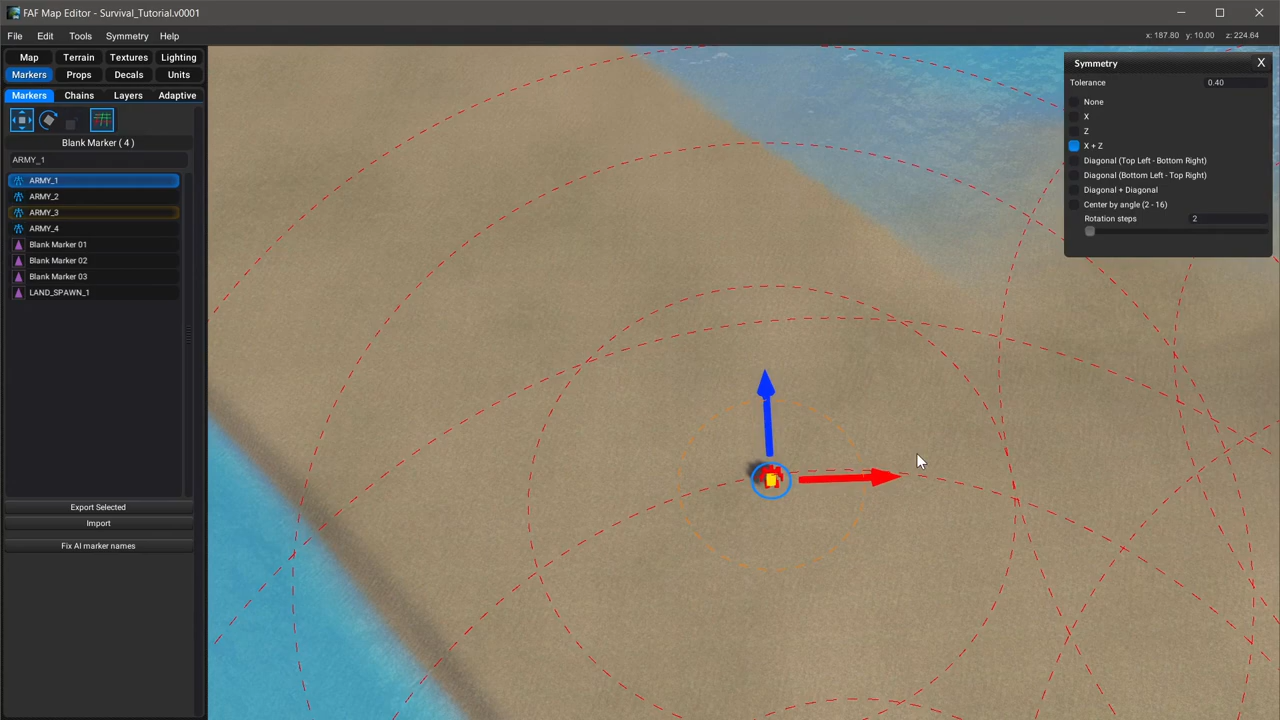 FAF Map Editor - Survival_Tutorial.v0001
File Edit Tools Symmetry Help
x: 187.80 y: 10.00 z: 224.64
Map Terrain Textures Lighting
Markers Props Decals Units
Markers Chains Layers Adaptive
Blank Marker ( 4 )
ARMY_1
ARMY_1
ARMY_2
ARMY_3
ARMY_4
Blank Marker 01
Blank Marker 02
Blank Marker 03
LAND_SPAWN_1
Export Selected
Import
Fix AI marker names
Symmetry X
Tolerance 0.40
None
X
Z
X + Z
Diagonal (Top Left - Bottom Right)
Diagonal (Bottom Left - Top Right)
Diagonal + Diagonal
Center by angle (2 - 16)
Rotation steps 2